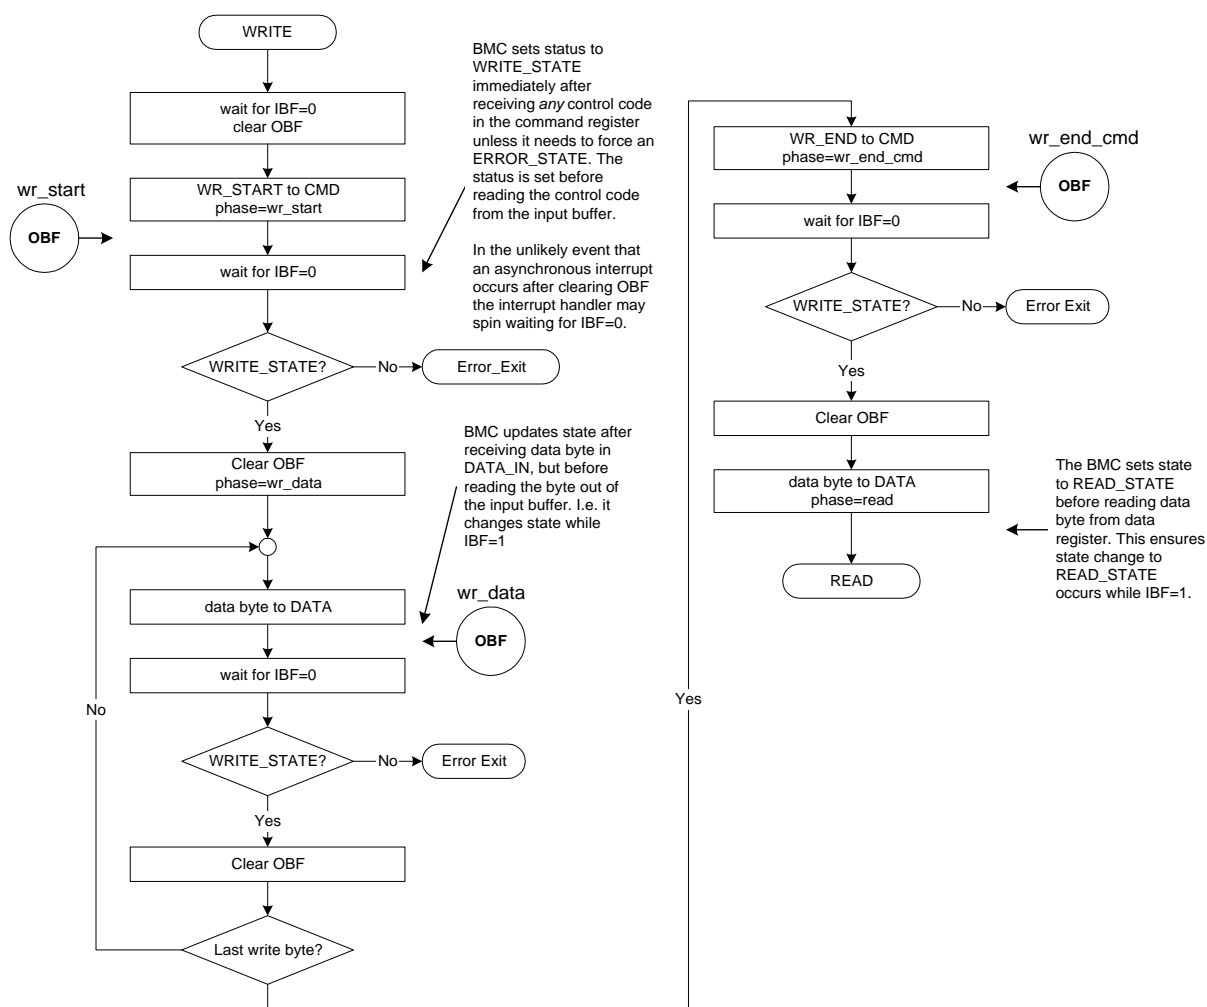 WRITE
wait for IBF=0
clear OBF
WR_START to CMD
phase=wr_start
wr_start
OBF
wait for IBF=0
BMC sets status to
WRITE_STATE
immediately after
receiving any control code
in the command register
unless it needs to force an
ERROR_STATE. The
status is set before
reading the control code
from the input buffer.
In the unlikely event that
an asynchronous interrupt
occurs after clearing OBF
the interrupt handler may
spin waiting for IBF=0.
WRITE_STATE?
No
Error_Exit
Yes
Clear OBF
phase=wr_data
BMC updates state after
receiving data byte in
DATA_IN, but before
reading the byte out of
the input buffer. I.e. it
changes state while
IBF=1
data byte to DATA
wr_data
OBF
wait for IBF=0
No
WRITE_STATE?
No
Error Exit
Yes
Clear OBF
Last write byte?
Yes
WR_END to CMD
phase=wr_end_cmd
wr_end_cmd
OBF
wait for IBF=0
WRITE_STATE?
No
Error Exit
Yes
Clear OBF
data byte to DATA
phase=read
The BMC sets state
to READ_STATE
before reading data
byte from data
register. This ensures
state change to
READ_STATE
occurs while IBF=1.
READ